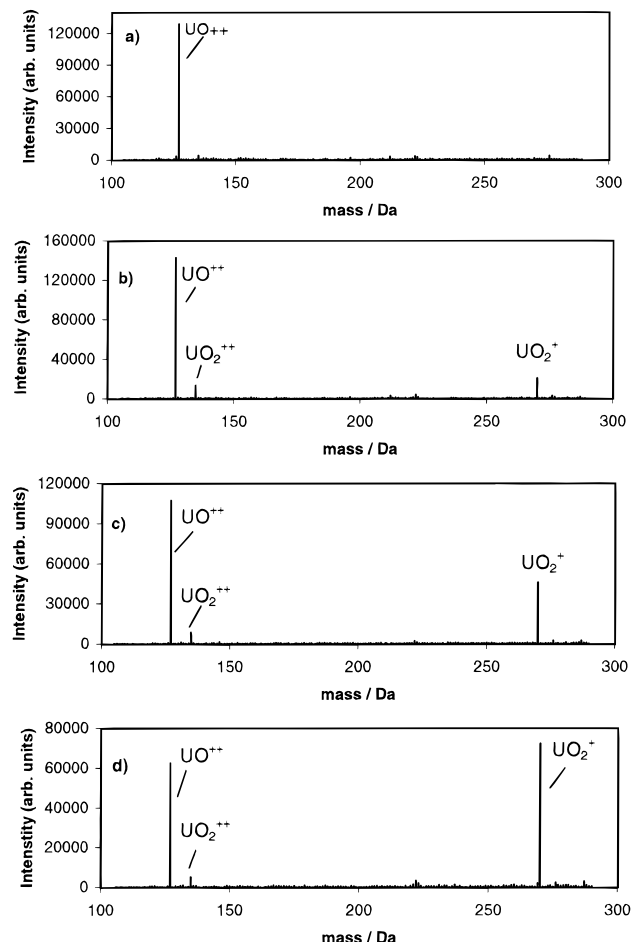 120000
90000
60000
30000
0
Intensity (arb. units)
a)
UO++
100 150 200 250 300
mass / Da
160000
120000
80000
40000
0
Intensity (arb. units)
b)
UO++
UO2++
UO2+
100 150 200 250 300
mass / Da
120000
90000
60000
30000
0
Intensity (arb. units)
c)
UO++
UO2++
UO2+
100 150 200 250 300
mass / Da
80000
60000
40000
20000
0
Intenstity (arb. units)
d)
UO++
UO2++
UO2+
100 150 200 250 300
mass / Da